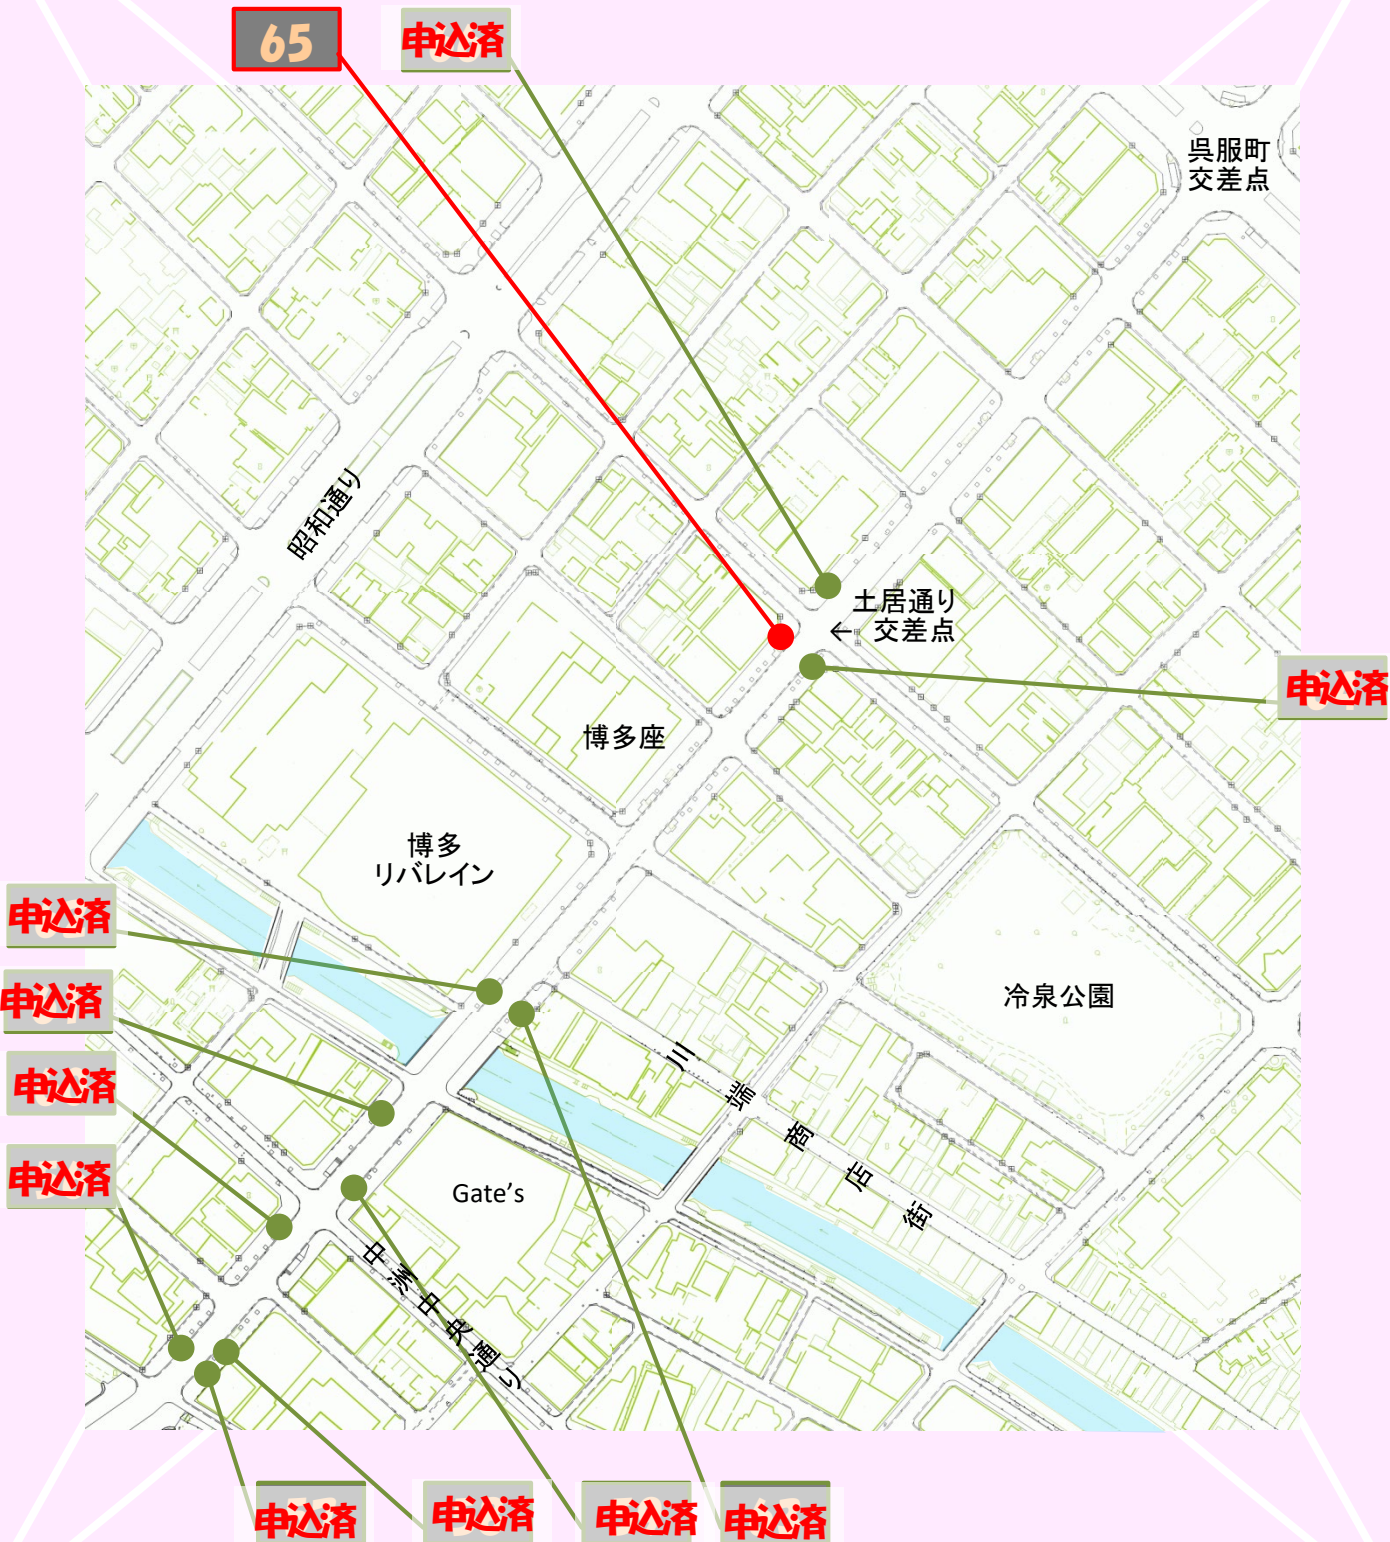 65
申込済
呉服町
交差点
昭和通り
土居通り
← 交差点
申込済
博多座
博多
リバレイン
申込済
冷泉公園
申込済
川端商店街
申込済
申込済
Gate's
中洲中央通り
申込済
申込済
申込済
申込済